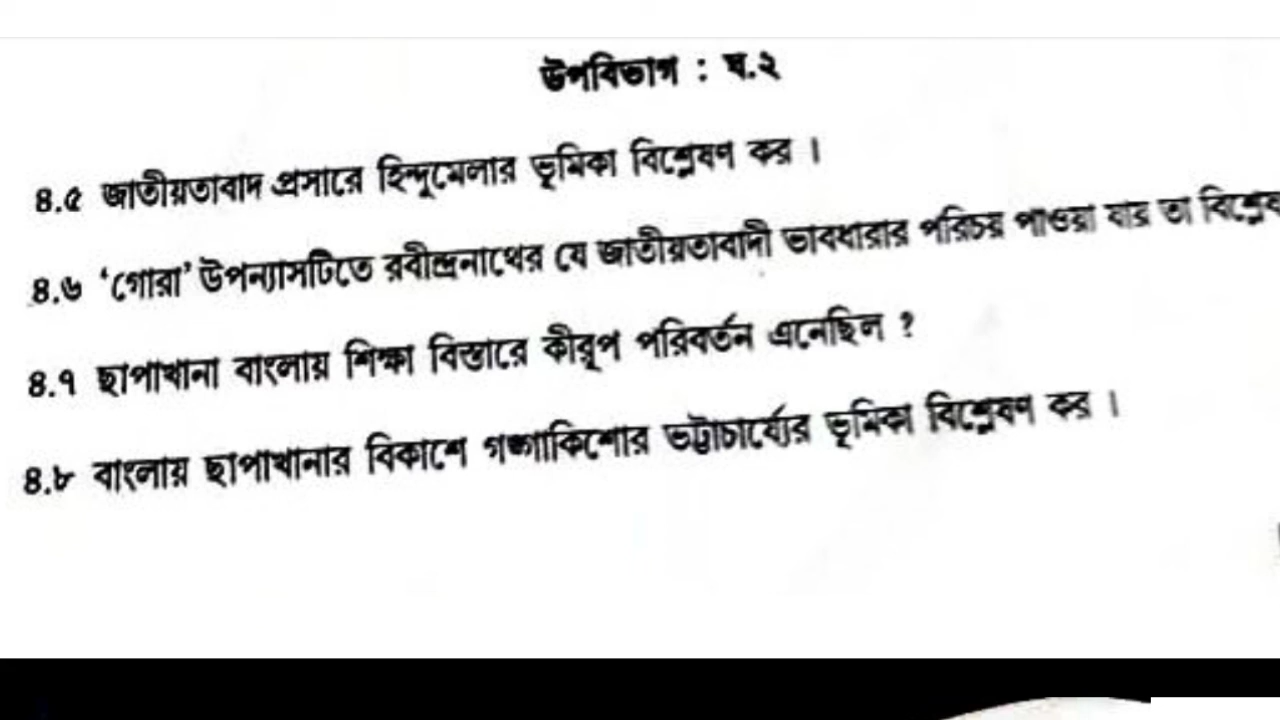 উপবিভাগ : ঘ.২
৪.৫ জাতীয়তাবাদ প্রসারে হিন্দুমেলার ভূমিকা বিশ্লেষণ কর ।
৪.৬ ‘গোরা’ উপন্যাসটিতে রবীন্দ্রনাথের যে জাতীয়তাবাদী ভাবধারার পরিচয় পাওয়া যায় তা
৪.৭ ছাপাখানা বাংলায় শিক্ষা বিস্তারে কীরূপ পরিবর্তন এনেছিল ?
৪.৮ বাংলায় ছাপাখানার বিকাশে গঙ্গাকিশোর ভট্টাচার্য্যের ভূমিকা বিশ্লেষণ কর ।